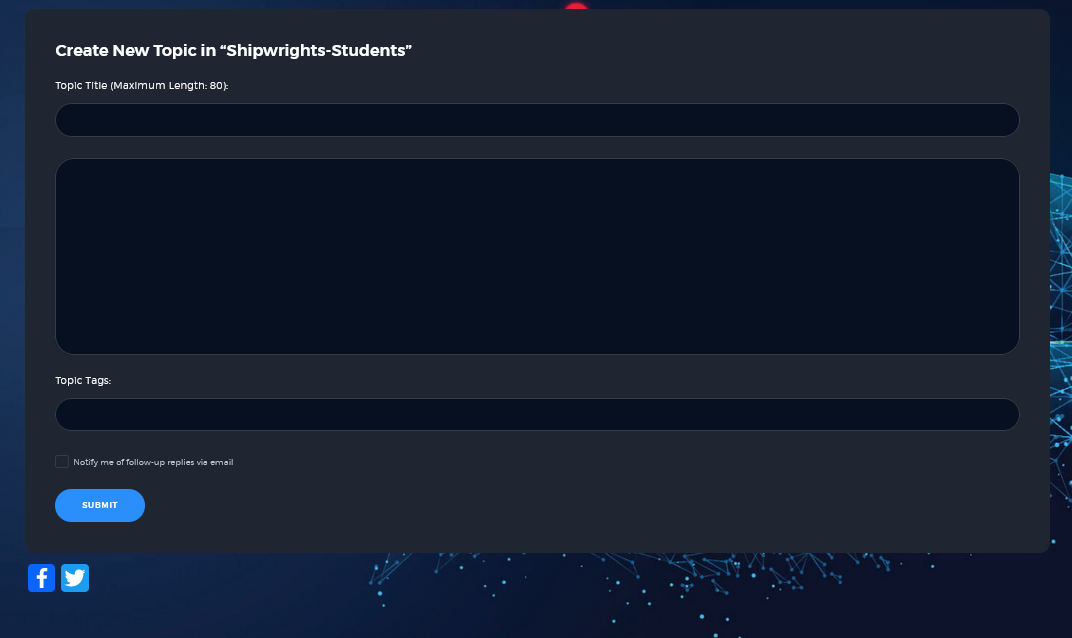 Create New Topic in “Shipwrights-Students”
Topic Title (Maximum Length: 80):
Topic Tags:
Notify me of follow-up replies via email
SUBMIT